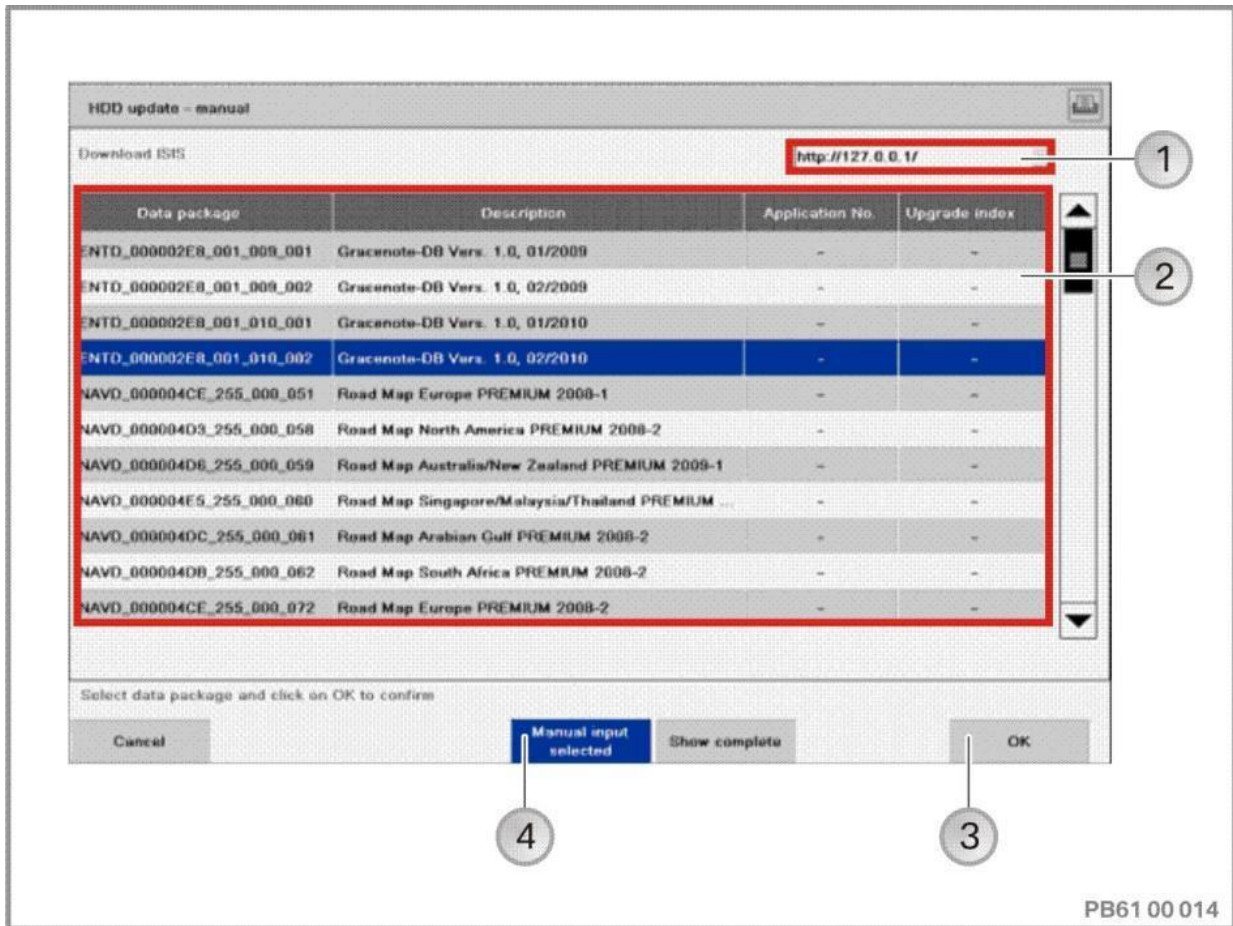 HDD update – manual
Download ISIS
http://127.0.0.1/
1
Data package Description Application No. Upgrade index
ENTD_000002E8_001_009_001 Gracenote-DB Vers. 1.0, 01/2009 - -
ENTD_000002E8_001_009_002 Gracenote-DB Vers. 1.0, 02/2009 - -
2
ENTD_000002E8_001_010_001 Gracenote-DB Vers. 1.0, 01/2010 - -
ENTD_000002E8_001_010_002 Gracenote-DB Vers. 1.0, 02/2010 - -
NAVD_000004CE_255_000_051 Road Map Europe PREMIUM 2008-1 - -
NAVD_000004D3_255_000_058 Road Map North America PREMIUM 2008-2 - -
NAVD_000004D6_255_000_059 Road Map Australia/New Zealand PREMIUM 2009-1 - -
NAVD_000004E5_255_000_060 Road Map Singapore/Malaysia/Thailand PREMIUM ... - -
NAVD_000004DC_255_000_061 Road Map Arabian Gulf PREMIUM 2008-2 - -
NAVD_000004DB_255_000_062 Road Map South Africa PREMIUM 2008-2 - -
NAVD_000004CE_255_000_072 Road Map Europe PREMIUM 2008-2 - -
Select data package and click on OK to confirm
Cancel
Manual input
selected
Show complete
OK
4
3
PB61 00 014